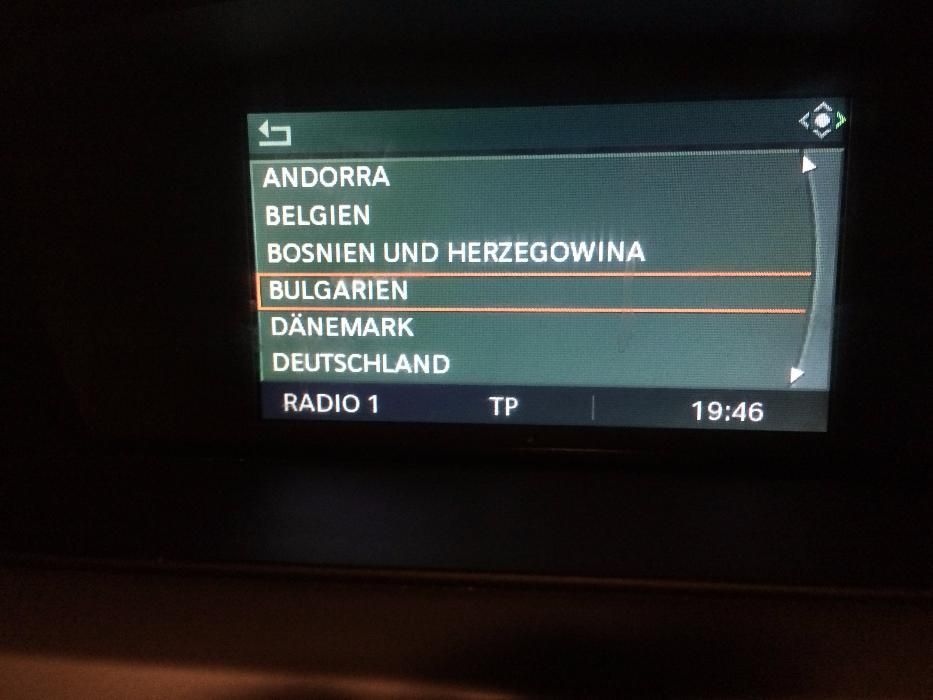 ANDORRA
BELGIEN
BOSNIEN UND HERZEGOWINA
BULGARIEN
DÄNEMARK
DEUTSCHLAND
RADIO 1 TP 19:46